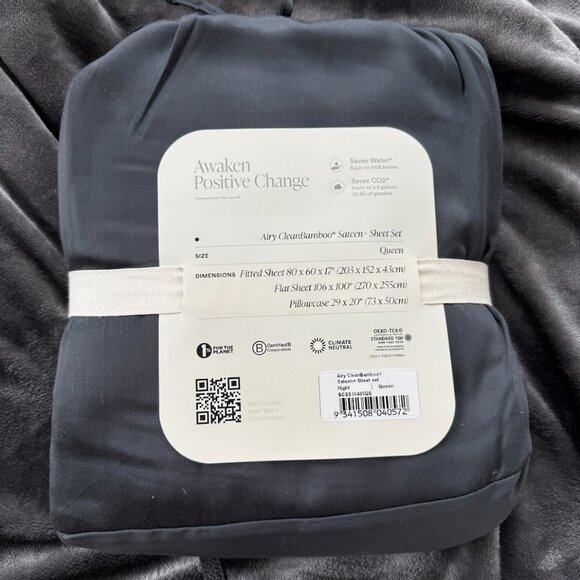 Awaken
Positive Change
Saves Water*
Saves CO2*
Airy CleanBamboo® Sateen+ Sheet Set
SIZE Queen
DIMENSIONS Fitted Sheet 80 x 60 x 17" (203 x 152 x 43cm)
Flat Sheet 106 x 100" (270 x 255cm)
Pillowcase 29 x 20" (73 x 50cm)
1% FOR THE PLANET
B Certified B Corporation
CLIMATE NEUTRAL
OEKO-TEX®
STANDARD 100
Airy CleanBamboo®
Sateen+ Sheet set
Night Queen
9 341508 040572